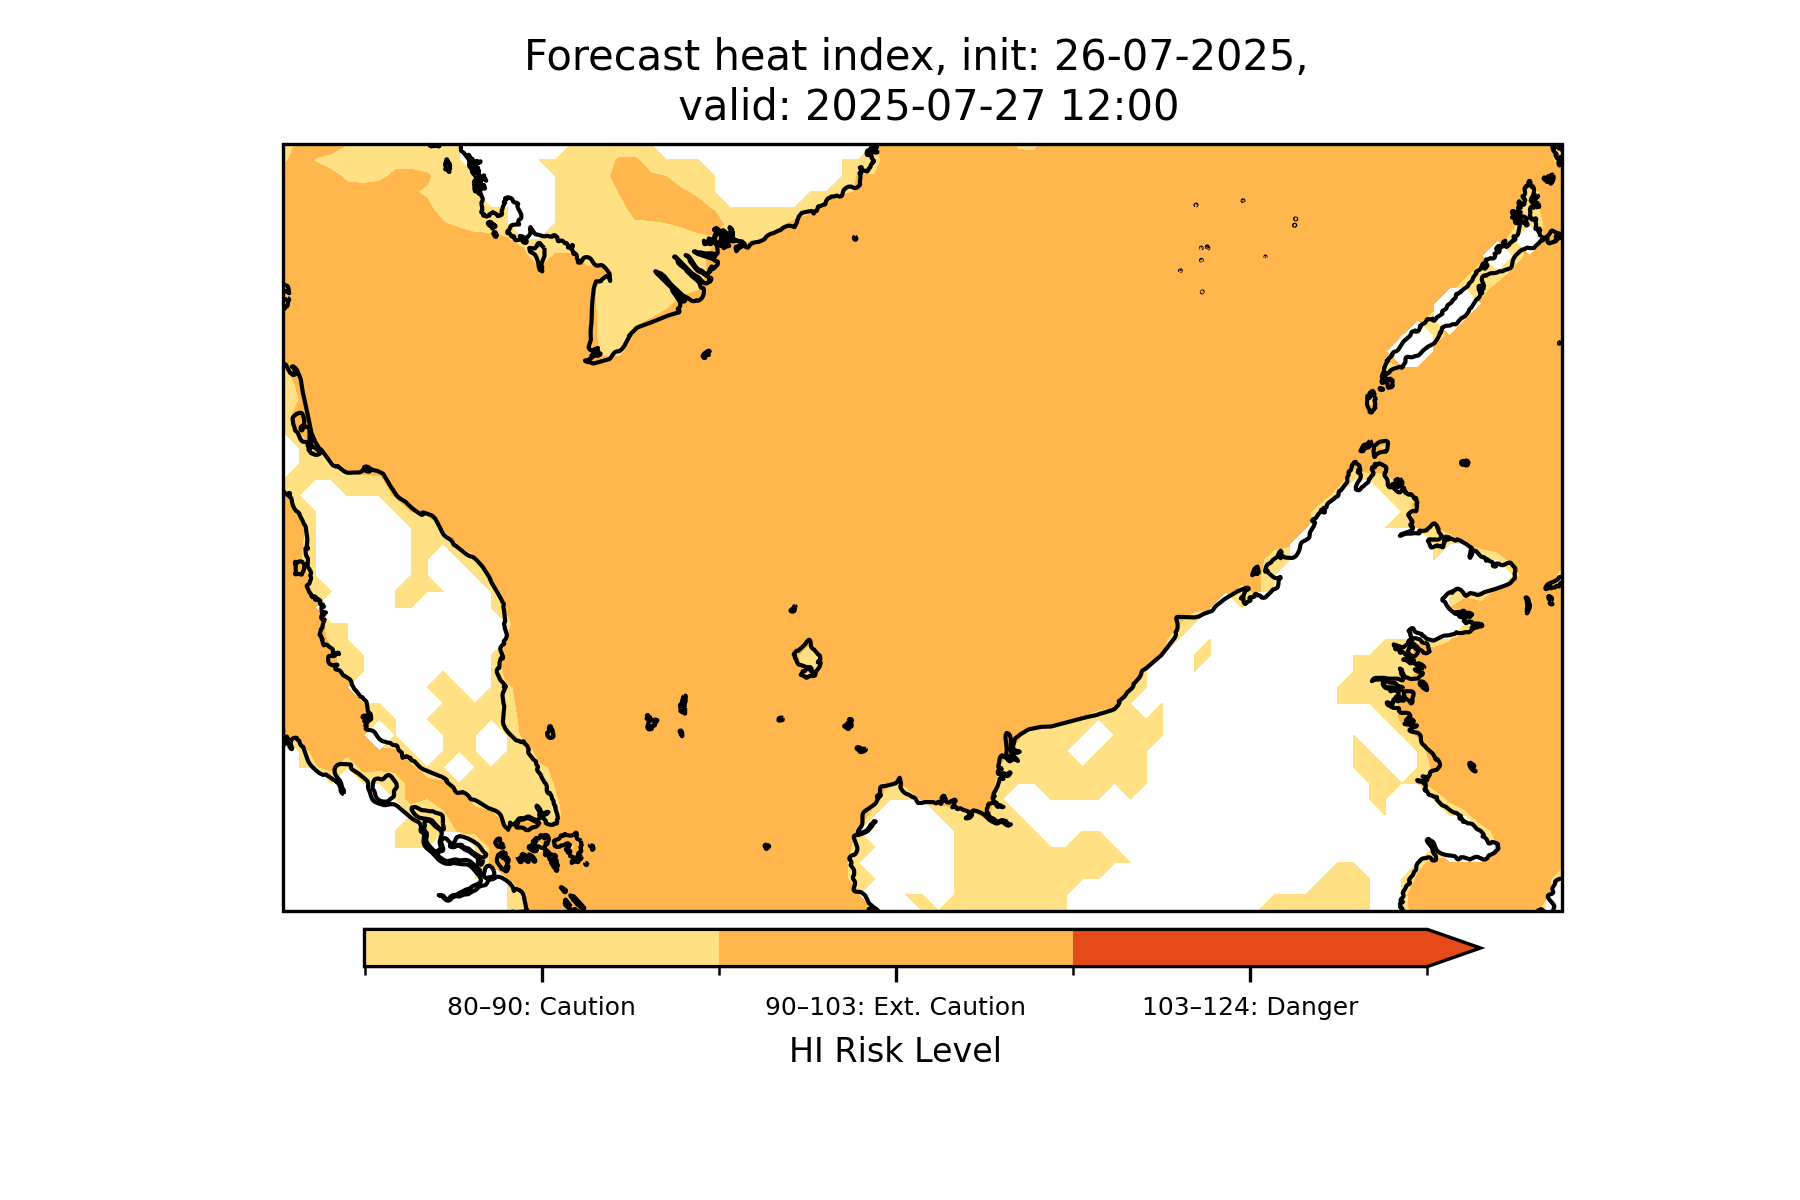 Forecast heat index, init: 26-07-2025,
valid: 2025-07-27 12:00
80–90: Caution
90–103: Ext. Caution
103–124: Danger
HI Risk Level